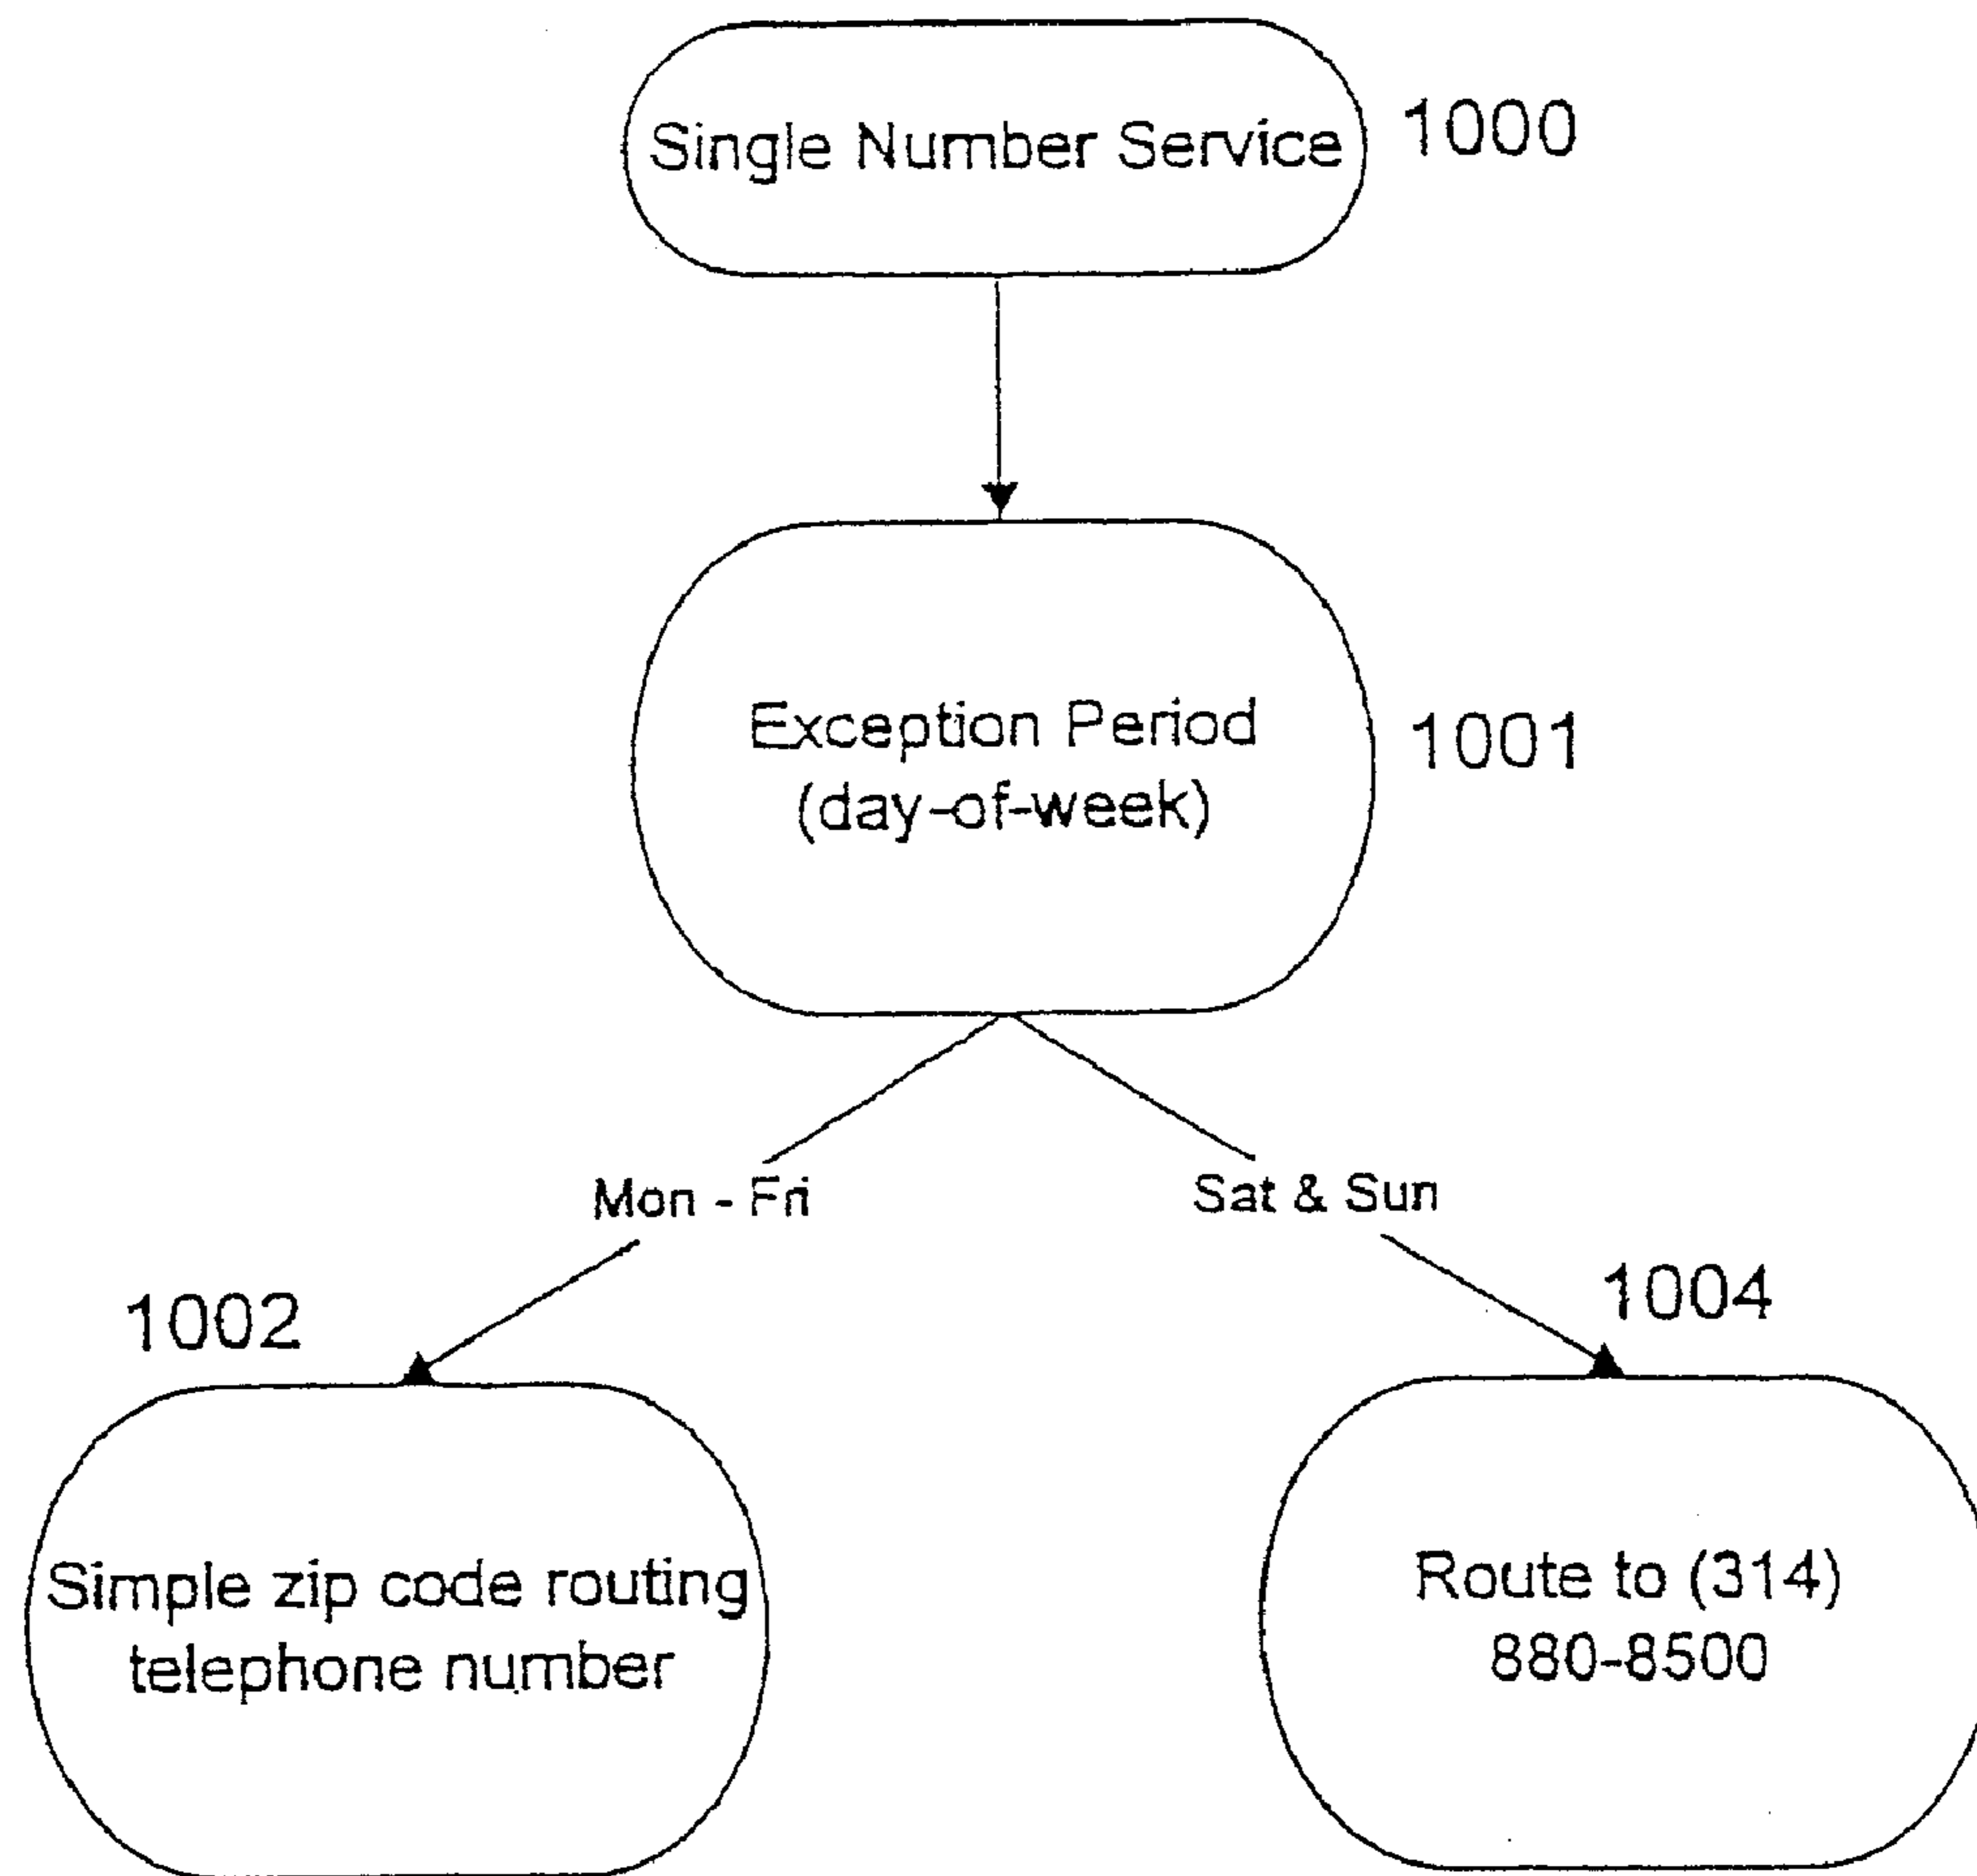 Single Number Service
1000
Exception Period
(day-of-week)
1001
Mon - Fri
Sat & Sun
1002
1004
Simple zip code routing
telephone number
Route to (314)
880-8500